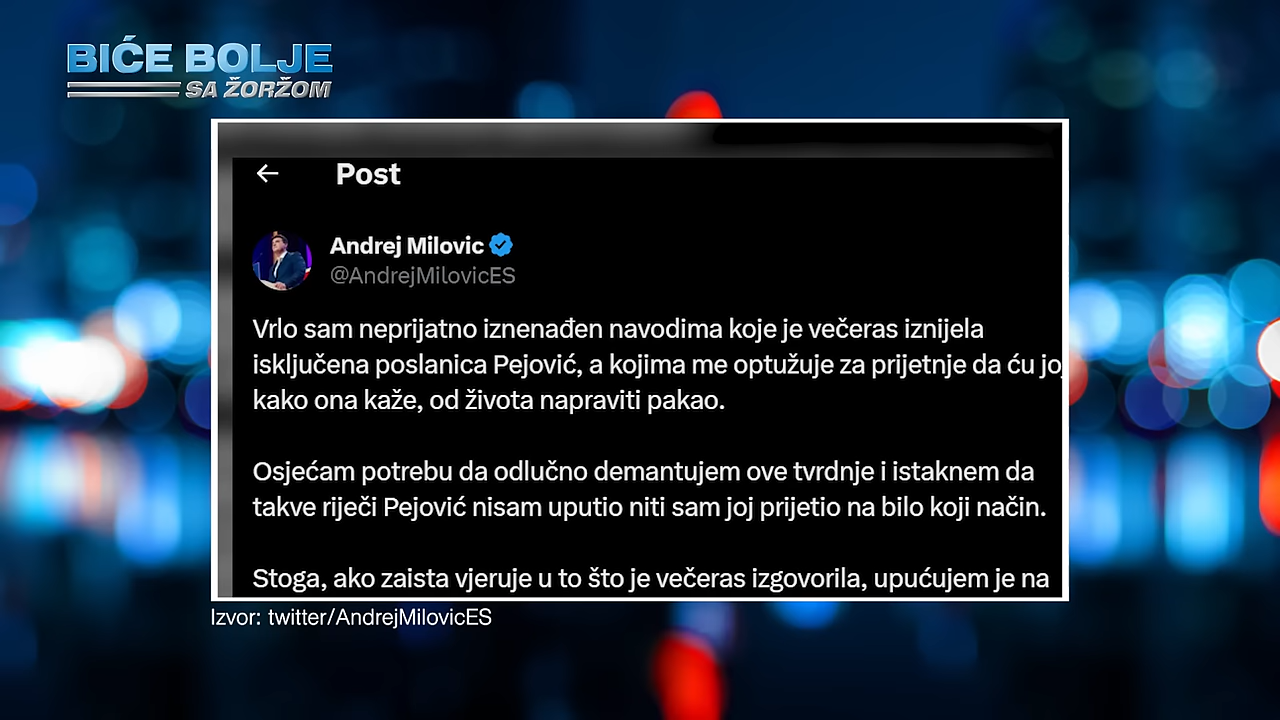 BIĆE BOLJE
SA ŽORŽOM
Post
Andrej Milovic
@AndrejMilovicES
Vrlo sam neprijatno iznenađen navodima koje je večeras iznijela
isključena poslanica Pejović, a kojima me optužuje za prijetnje da ću jo
kako ona kaže, od života napraviti pakao.
Osjećam potrebu da odlučno demantujem ove tvrdnje i istaknem da
takve riječi Pejović nisam uputio niti sam joj prijetio na bilo koji način.
Stoga, ako zaista vjeruje u to što je večeras izgovorila, upućujem je na
Izvor: twitter/AndrejMilovicES